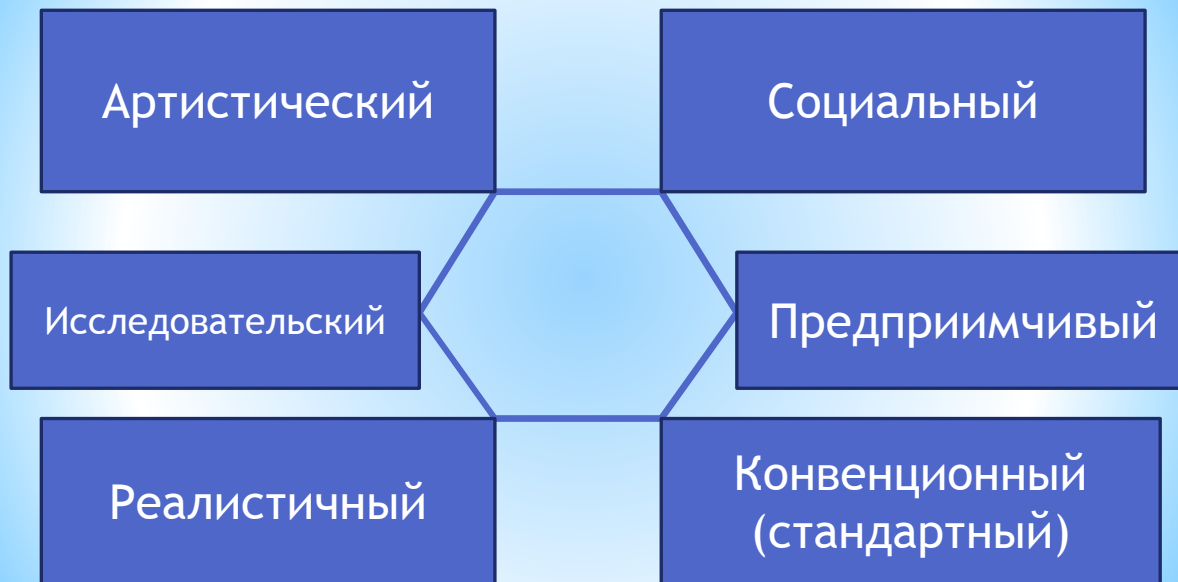 Артистический
Социальный
Исследовательский
Предприимчивый
Реалистичный
Конвенционный
(стандартный)